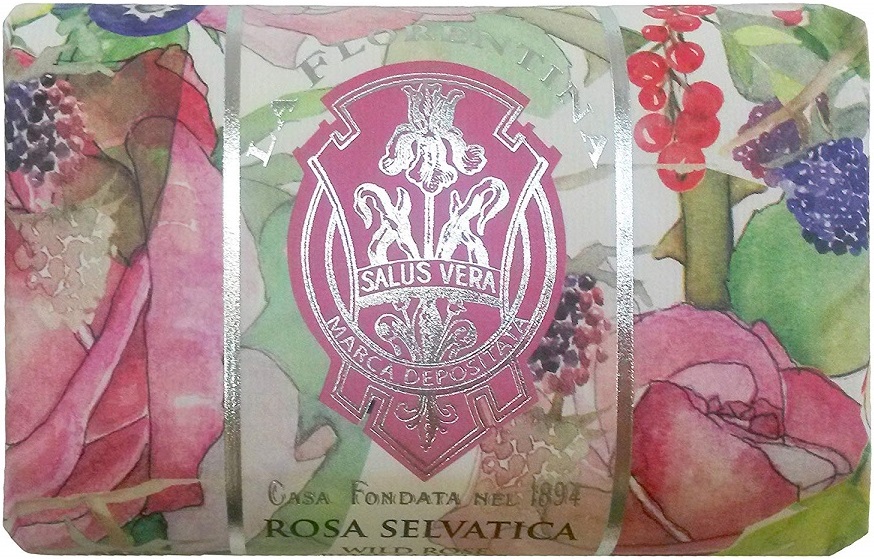 LA FLORENTINA
SALUS VERA
MARCA DEPOSITATA
CASA FONDATA NEL 1894
ROSA SELVATICA
WILD ROSE